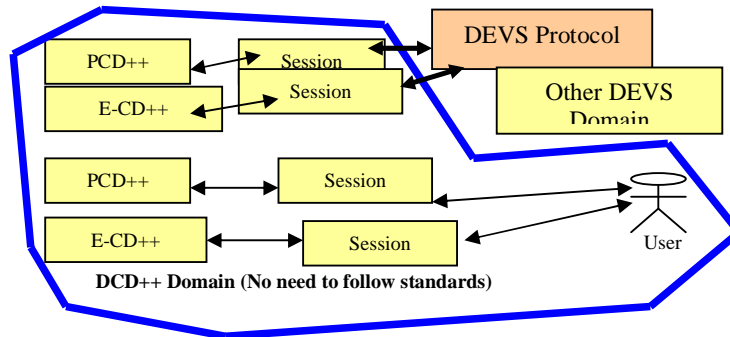 DEVS Protocol
PCD++
Session
E-CD++
Session
Other DEVS
Domain
PCD++
Session
E-CD++
Session
User
DCD++ Domain (No need to follow standards)